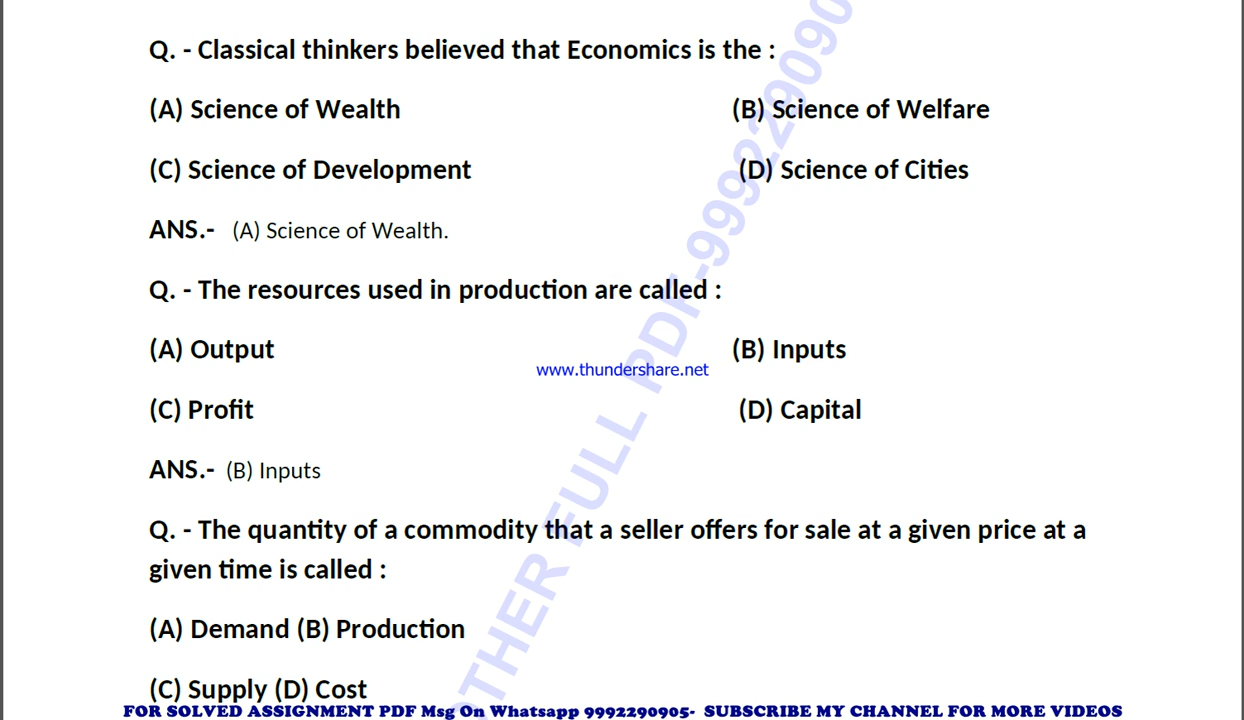 Q. - Classical thinkers believed that Economics is the :
(A) Science of Wealth (B) Science of Welfare
(C) Science of Development (D) Science of Cities
ANS.- (A) Science of Wealth.
Q. - The resources used in production are called :
(A) Output (B) Inputs
www.thundershare.net
(C) Profit (D) Capital
ANS.- (B) Inputs
Q. - The quantity of a commodity that a seller offers for sale at a given price at a
given time is called :
(A) Demand (B) Production
(C) Supply (D) Cost
FOR SOLVED ASSIGNMENT PDF Msg On Whatsapp 9992290905- SUBSCRIBE MY CHANNEL FOR MORE VIDEOS
FULL PDF-999229090